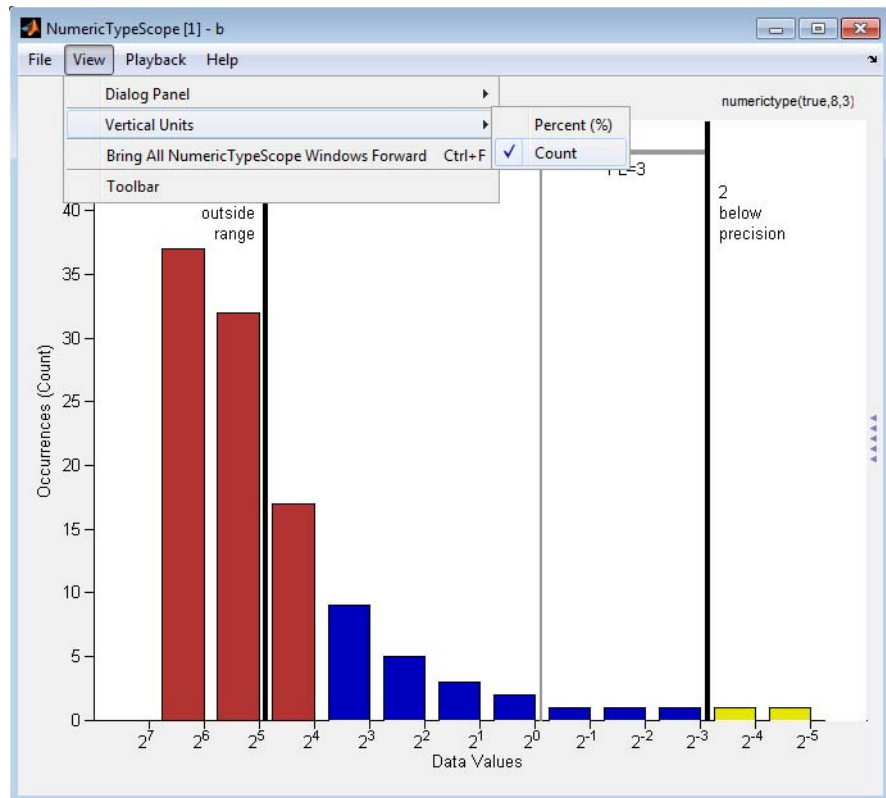 NumericTypeScope [1] - b
File View Playback Help
Dialog Panel
Vertical Units
Bring All NumericTypeScope Windows Forward Ctrl+F
Toolbar
Percent (%)
✓ Count
numerictype(true,8,3)
=3
outside
range
2
below
precision
40
35
30
25
20
15
10
5
0
Occurrences (Count)
2^7 2^6 2^5 2^4 2^3 2^2 2^1 2^0 2^-1 2^-2 2^-3 2^-4 2^-5
Data Values